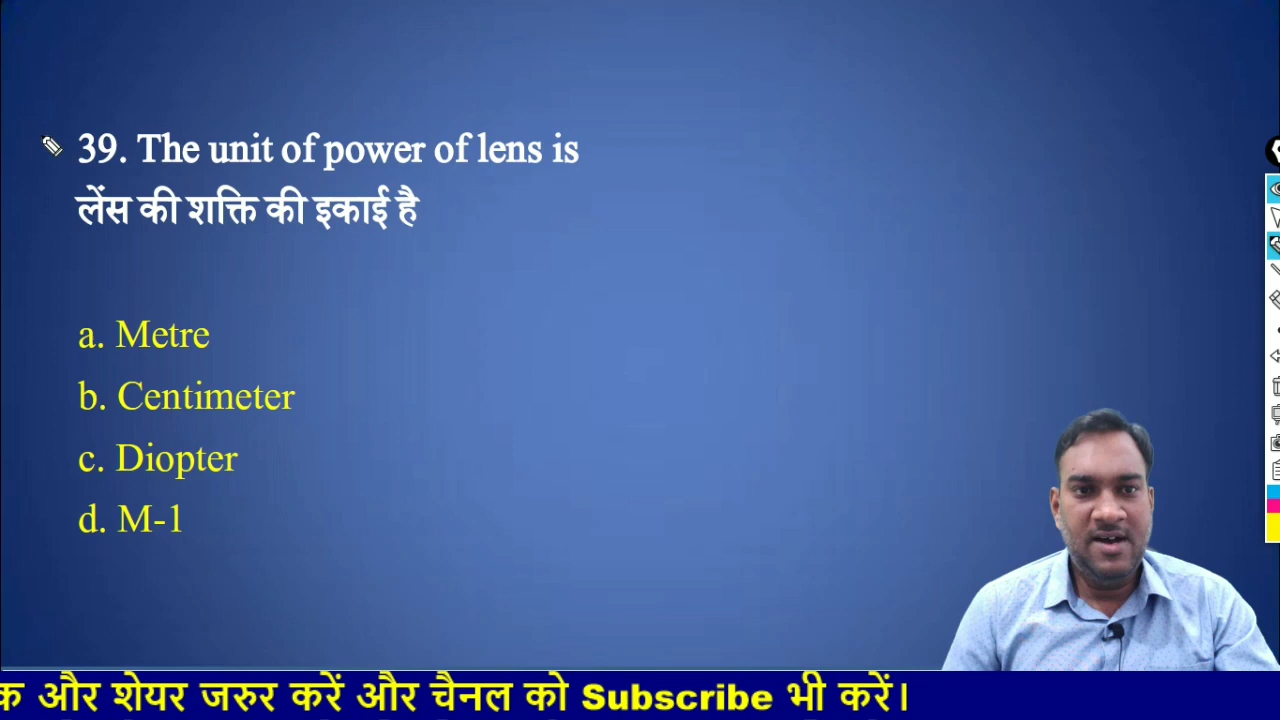 39. The unit of power of lens is
लेंस की शक्ति की इकाई है
a. Metre
b. Centimeter
c. Diopter
d. M-1
और शेयर जरुर करें और चैनल को Subscribe भी करें।